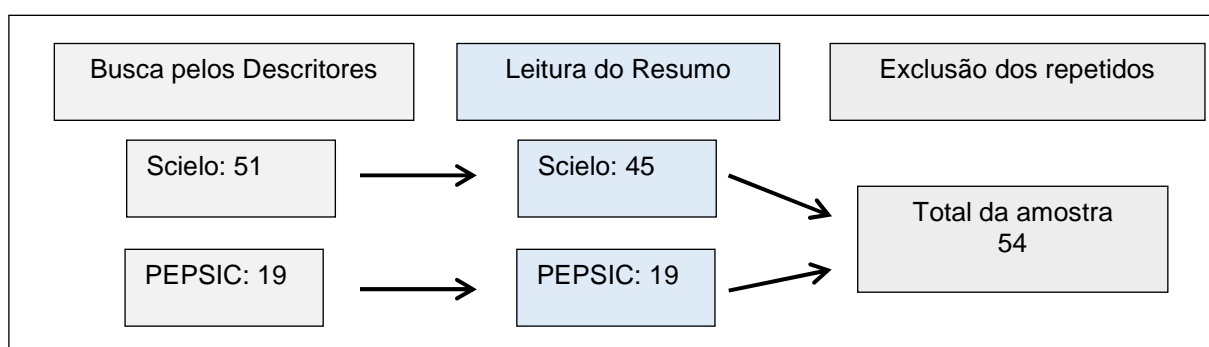 Busca pelos Descritores
Leitura do Resumo
Exclusão dos repetidos
Scielo: 51
Scielo: 45
Total da amostra
54
PEPSIC: 19
PEPSIC: 19